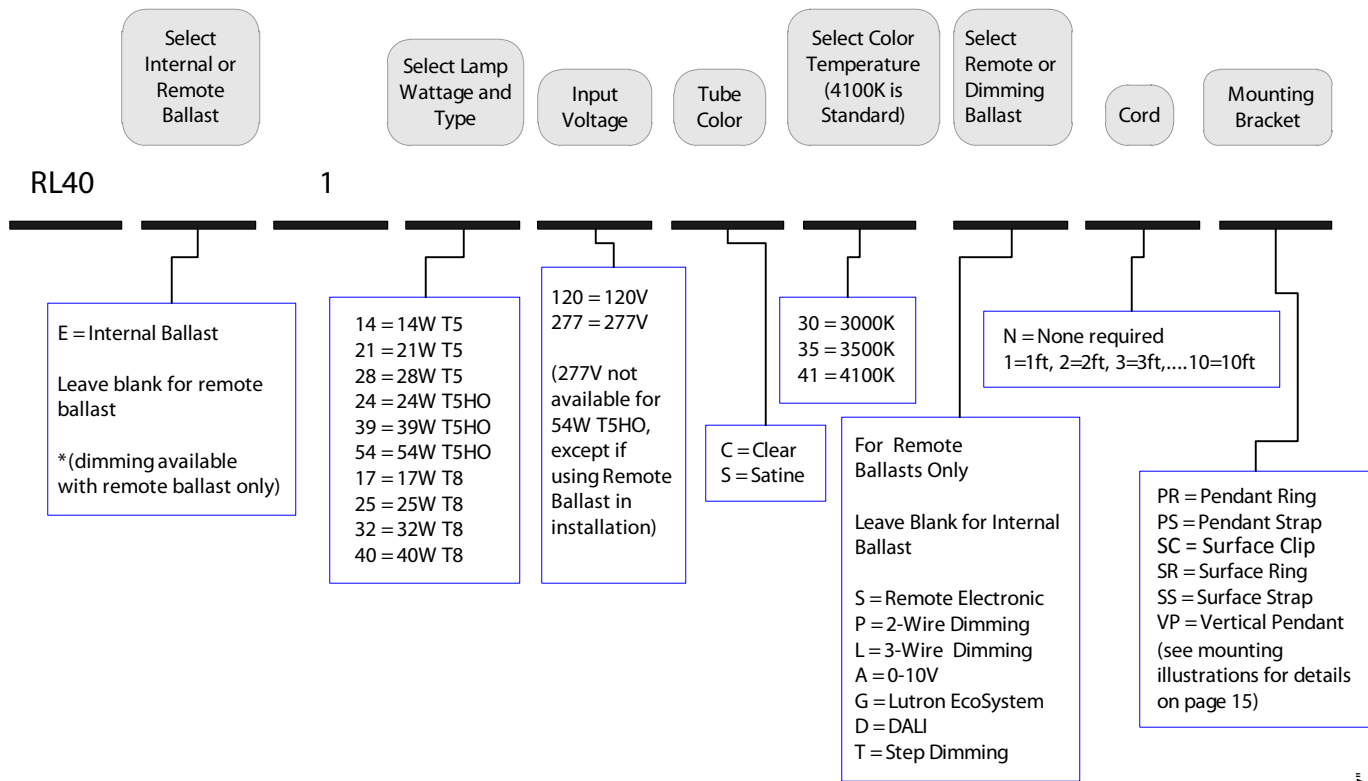 Select
Internal or
Remote
Ballast
Select Lamp
Wattage and
Type
Input
Voltage
Tube
Color
Select Color
Temperature
(4100K is
Standard)
Select
Remote or
Dimming
Ballast
Cord
Mounting
Bracket
RL40
1
E = Internal Ballast
Leave blank for remote
ballast
*(dimming available
with remote ballast only)
14 = 14W T5
21 = 21W T5
28 = 28W T5
24 = 24W T5HO
39 = 39W T5HO
54 = 54W T5HO
17 = 17W T8
25 = 25W T8
32 = 32W T8
40 = 40W T8
120 = 120V
277 = 277V
(277V not
available for
54W T5HO,
except if
using Remote
Ballast in
installation)
C = Clear
S = Satine
30 = 3000K
35 = 3500K
41 = 4100K
For Remote
Ballasts Only
Leave Blank for Internal
Ballast
S = Remote Electronic
P = 2-Wire Dimming
L = 3-Wire Dimming
A = 0-10V
G = Lutron EcoSystem
D = DALI
T = Step Dimming
N = None required
1=1ft, 2=2ft, 3=3ft,....10=10ft
PR = Pendant Ring
PS = Pendant Strap
SC = Surface Clip
SR = Surface Ring
SS = Surface Strap
VP = Vertical Pendant
(see mounting
illustrations for details
on page 15)